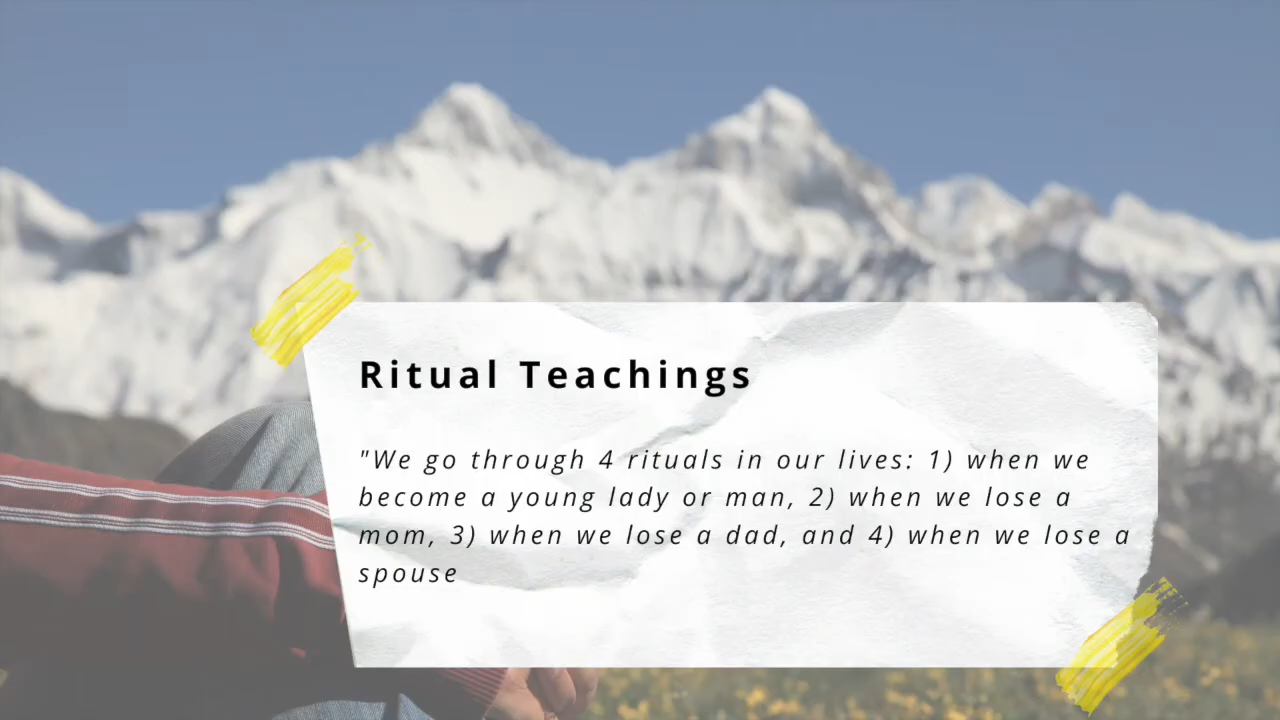 Ritual Teachings
"We go through 4 rituals in our lives: 1) when we
become a young lady or man, 2) when we lose a
mom, 3) when we lose a dad, and 4) when we lose a
spouse